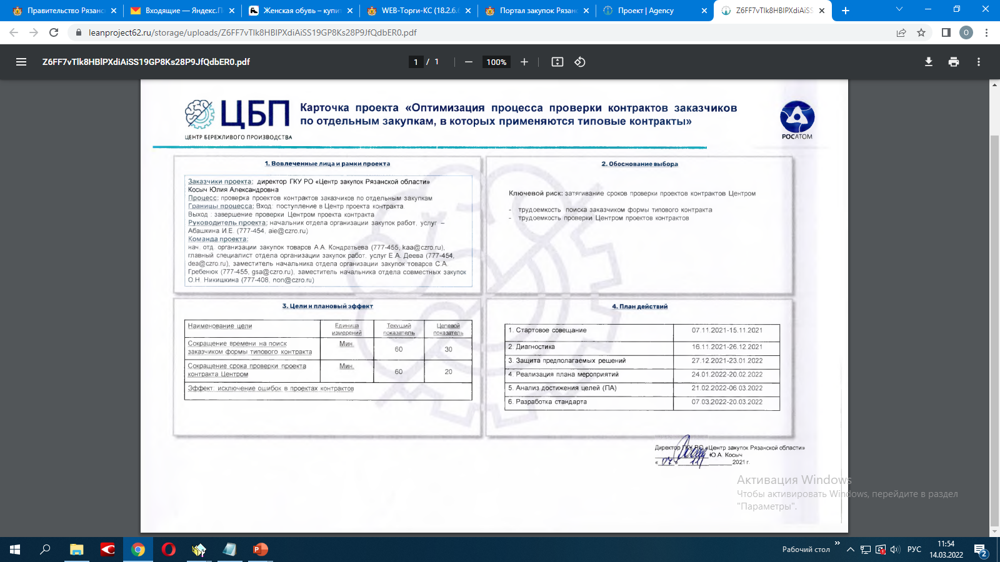 Правительство Рязанс
Входящие — Яндекс.П
Женская обувь – купит
WEB-Торги-КС (18.2.6.6
Портал закупок Рязанс
Проект | Agency
Z6FF7vTlk8HBlPXdiAiSS
leanproject62.ru/storage/uploads/Z6FF7vTlk8HBlPXdiAiSS19GP8Ks28P9JfQdbER0.pdf
O
Z6FF7vTlk8HBlPXdiAiSS19GP8Ks28P9JfQdbER0.pdf
1 / 1
100%
ЦБП
ЦЕНТР БЕРЕЖЛИВОГО ПРОИЗВОДСТВА
Карточка проекта «Оптимизация процесса проверки контрактов заказчиков
по отдельным закупкам, в которых применяются типовые контракты»
РОСАТОМ
1. Вовлеченные лица и рамки проекта
Заказчики проекта: директор ГКУ РО «Центр закупок Рязанской области»
Косыч Юлия Александровна
Процесс: проверка проектов контрактов заказчиков по отдельным закупкам
Границы процесса: Вход: поступление в Центр проекта контракта.
Выход : завершение проверки Центром проекта контракта
Руководитель проекта: начальник отдела организации закупок работ, услуг –
Абашкина И.Е. (777-454, aie@czro.ru)
Команда проекта:
нач. отд. организации закупок товаров А.А. Кондратьева (777-455, kaa@czro.ru),
главный специалист отдела организации закупок работ, услуг Е.А. Деева (777-454,
dea@czro.ru), заместитель начальника отдела организации закупок товаров С.А.
Гребенюк (777-455, gsa@czro.ru), заместитель начальника отдела совместных закупок
О.Н. Никишкина (777-408, non@czro.ru)
2. Обоснование выбора
Ключевой риск: затягивание сроков проверки проектов контрактов Центром
- трудоемкость поиска заказчиком формы типового контракта
- трудоемкость проверки Центром проектов контрактов
3. Цели и плановый эффект
Наименование цели Единица измерений Текущий показатель Целевой показатель
Сокращение времени на поиск Мин. 60 30
заказчиком формы типового контракта
Сокращение срока проверки проекта Мин. 60 20
контракта Центром
Эффект: исключение ошибок в проектах контрактов
4. План действий
1. Стартовое совещание 07.11.2021-15.11.2021
2. Диагностика 16.11.2021-26.12.2021
3. Защита предполагаемых решений 27.12.2021-23.01.2022
4. Реализация плана мероприятий 24.01.2022-20.02.2022
5. Анализ достижения целей (ПА) 21.02.2022-06.03.2022
6. Разработка стандарта 07.03.2022-20.03.2022
Директор ГКУ РО «Центр закупок Рязанской области»
Ю.А. Косыч
«07» 11 2021 г.
Активация Windows
Чтобы активировать Windows, перейдите в раздел
"Параметры".
Рабочий стол
РУС
11:54
14.03.2022
2